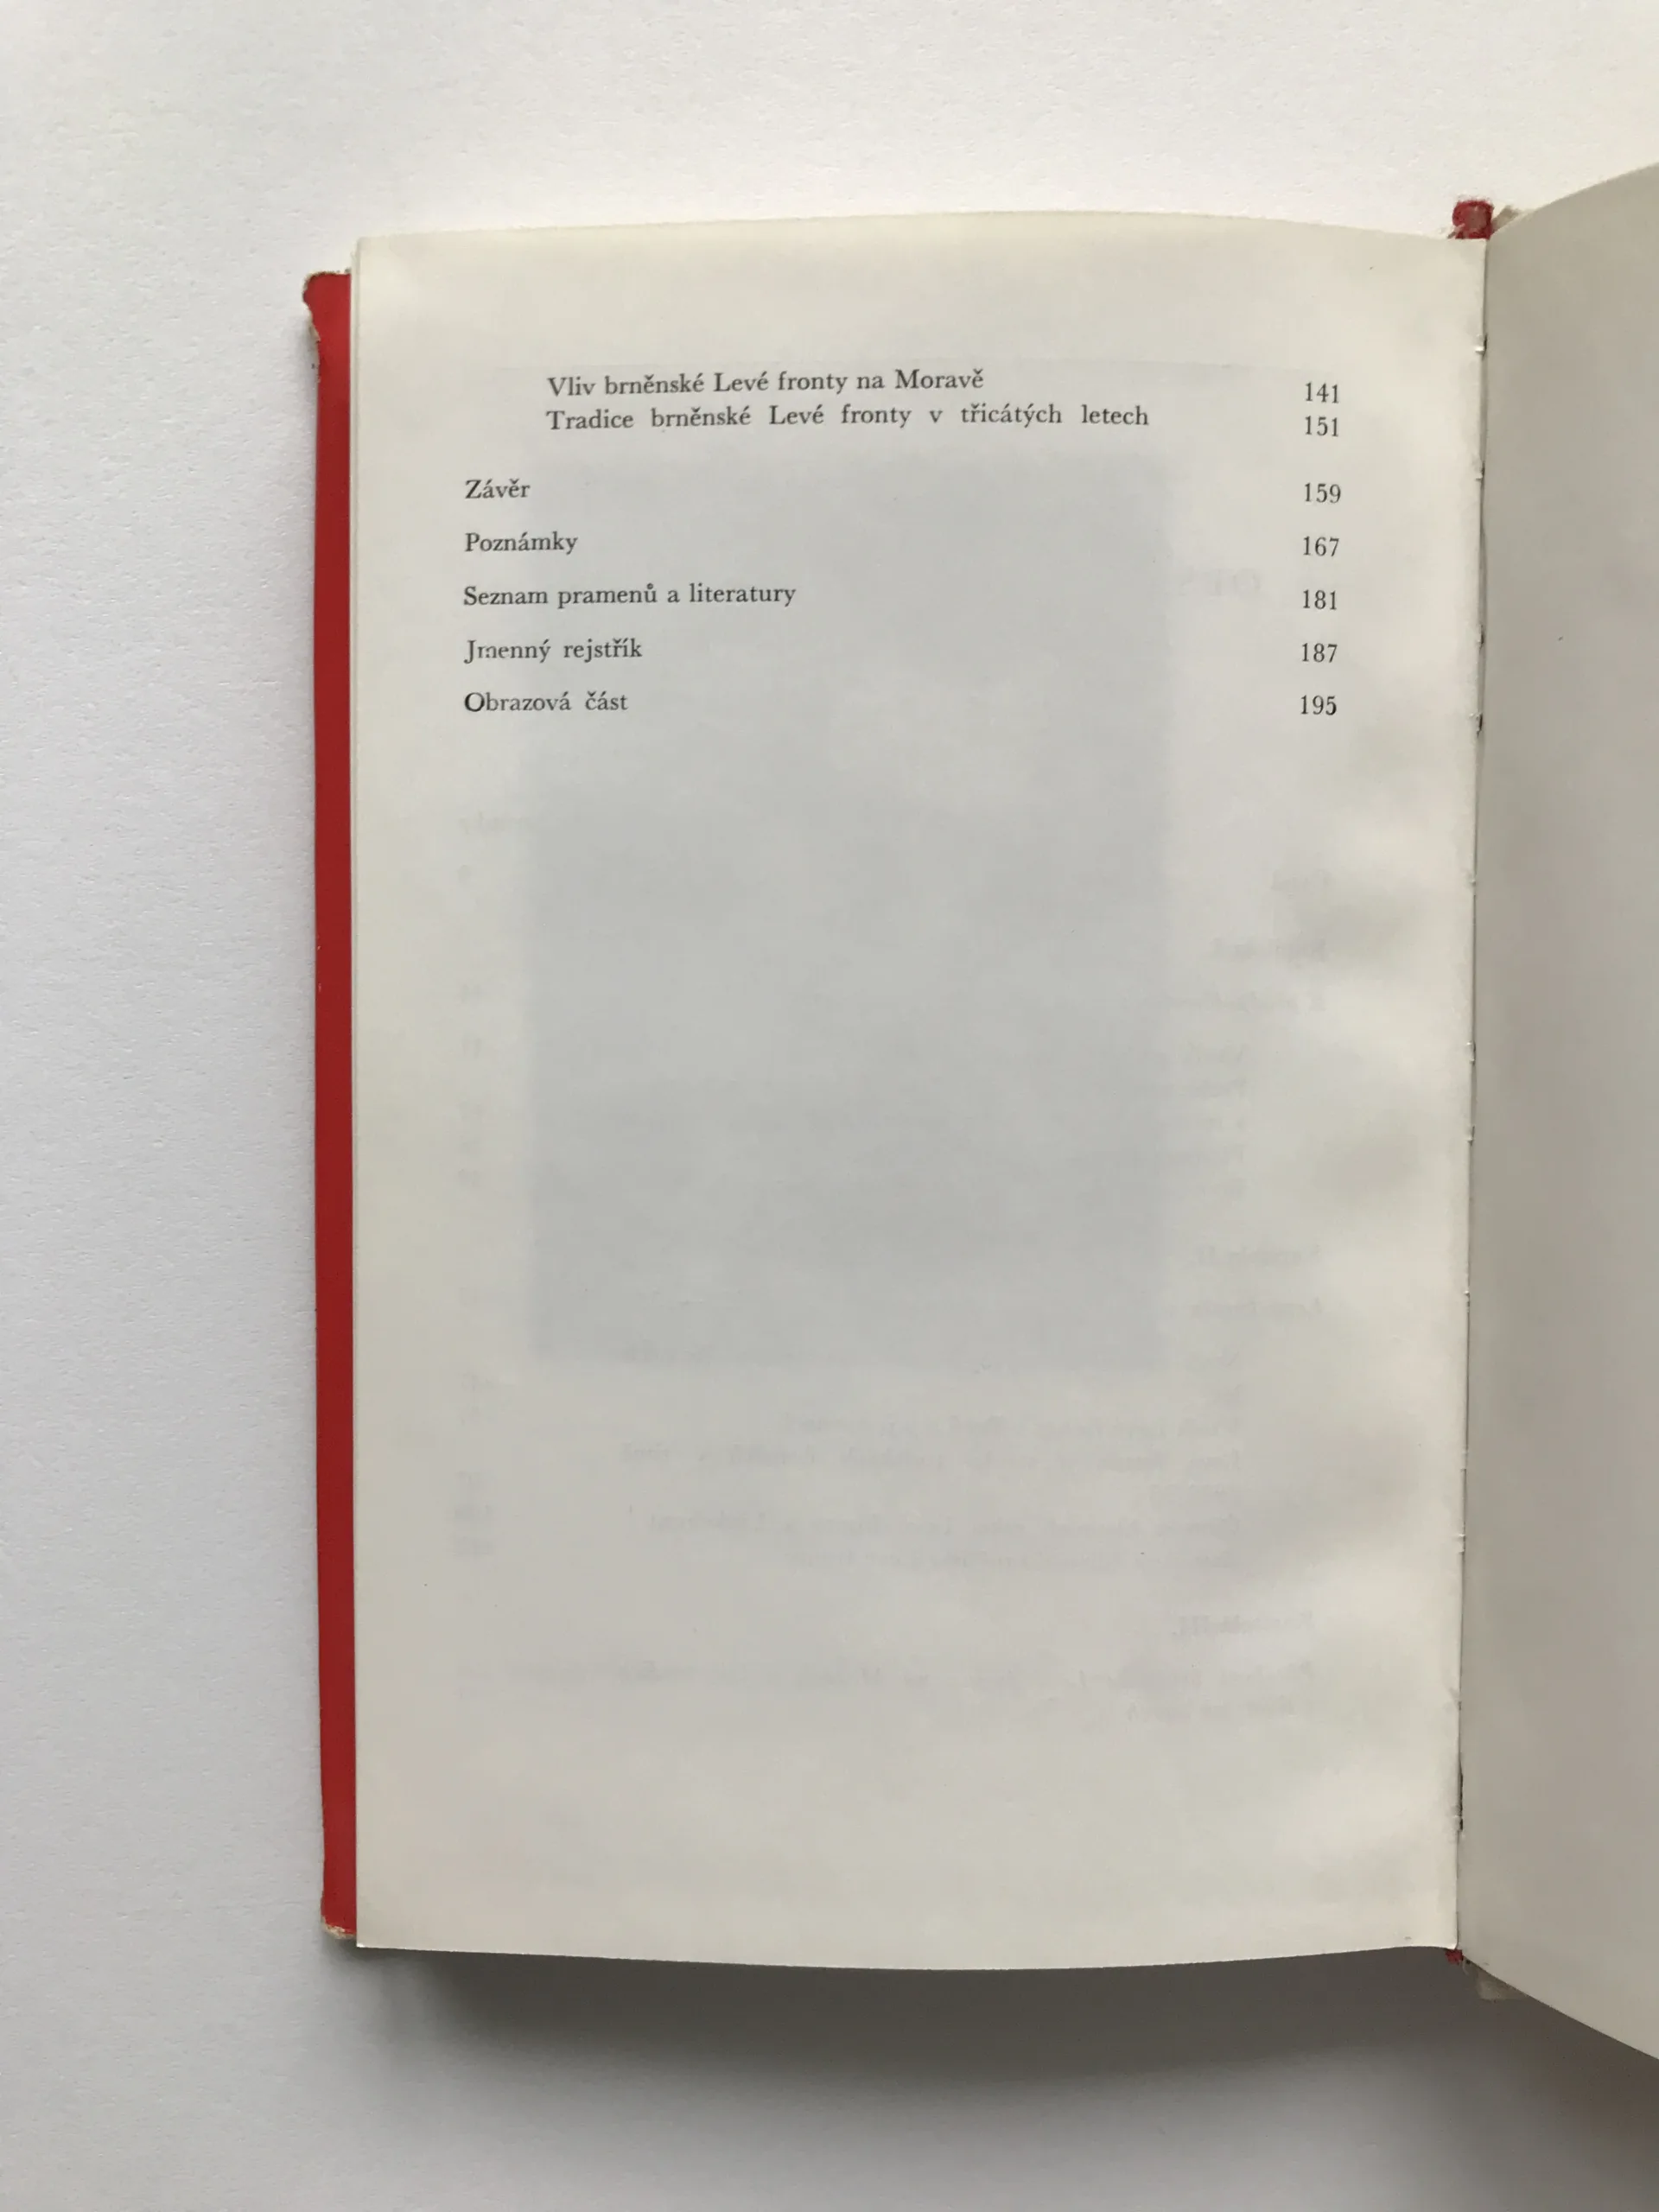 Vliv brněnské Levé fronty na Moravě 141
Tradice brněnské Levé fronty v třicátých letech 151
Závěr 159
Poznámky 167
Seznam pramenů a literatury 181
Jmenný rejstřík 187
Obrazová část 195